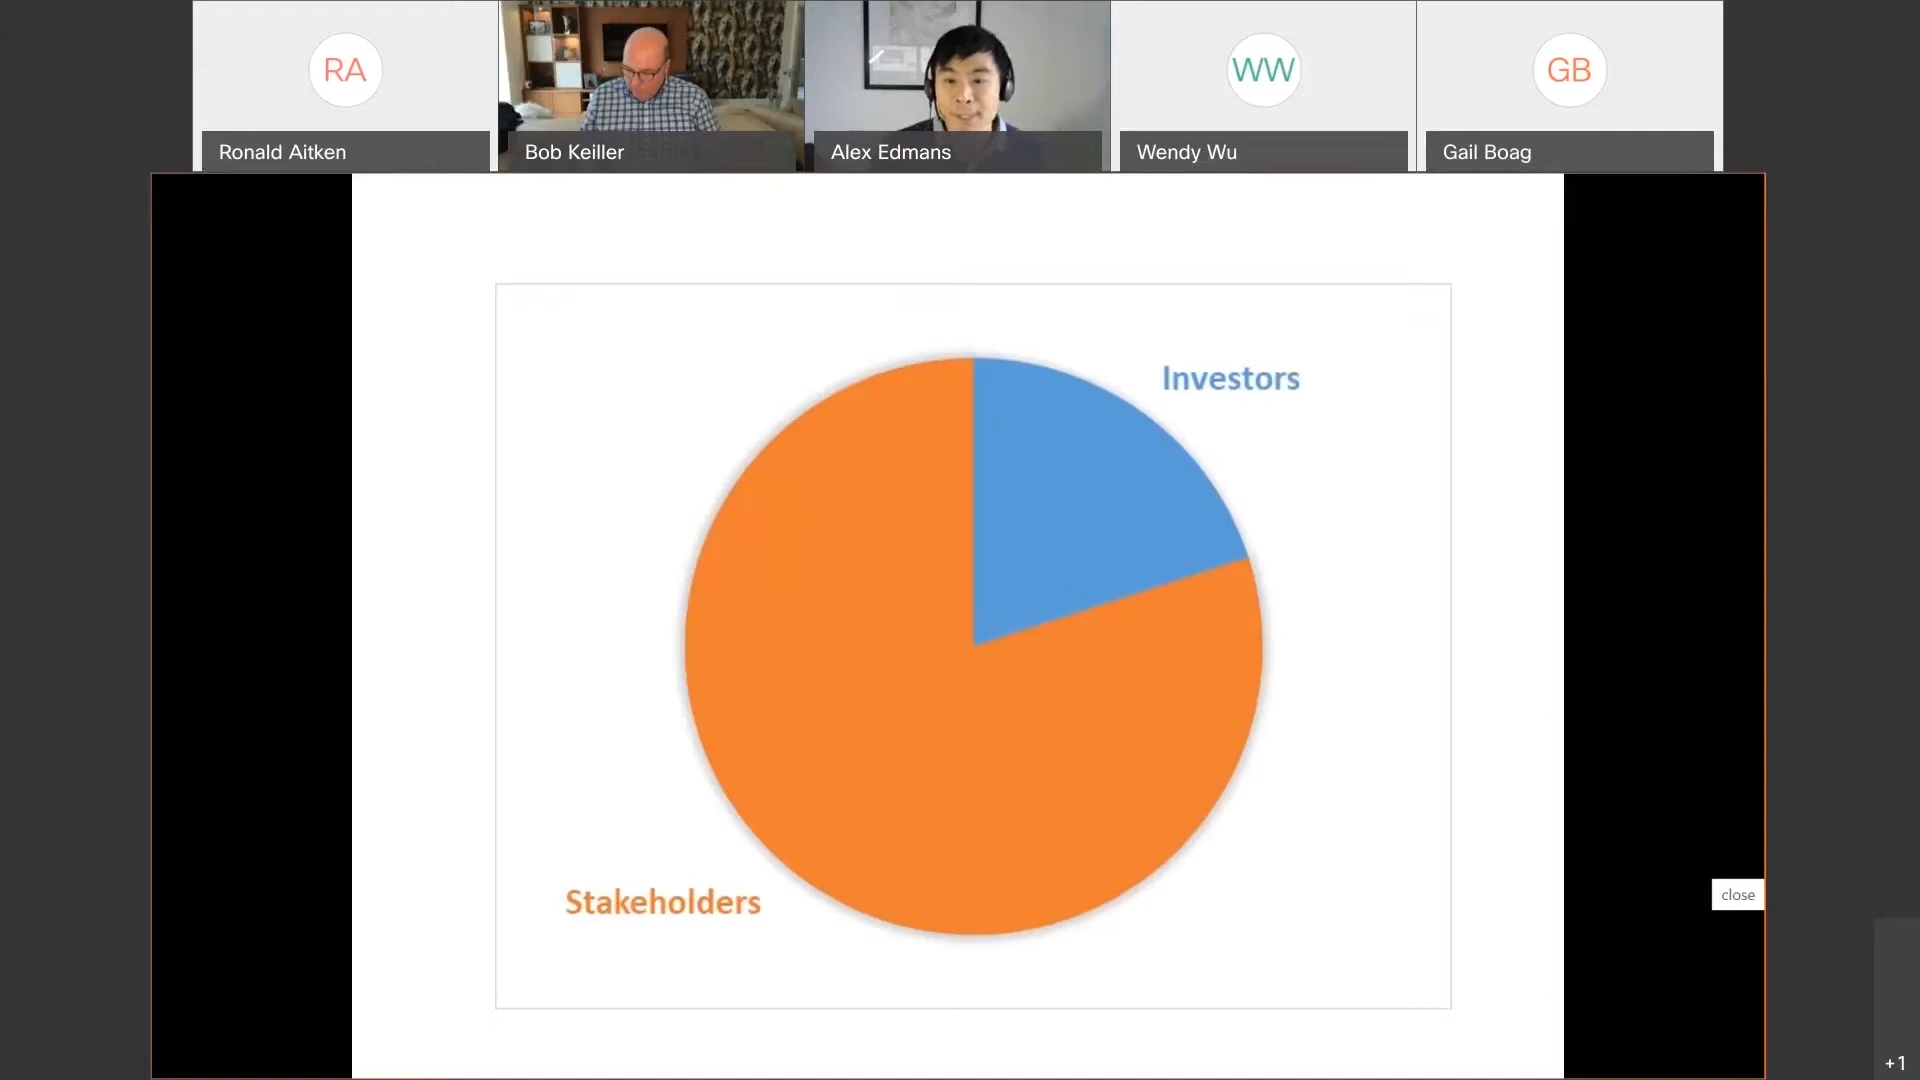 RA
WW
GB
Ronald Aitken
Bob Keiller
Alex Edmans
Wendy Wu
Gail Boag
Investors
Stakeholders
close
+1